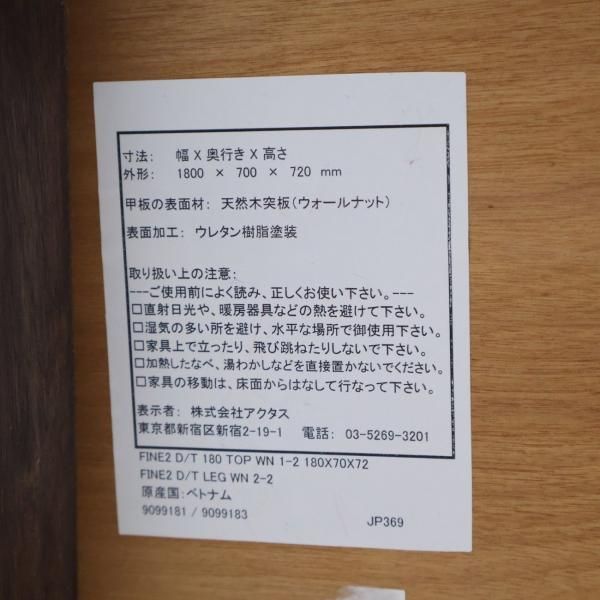 寸法: 幅 X 奥行き X 高さ
外形: 1800 × 700 × 720 mm
甲板の表面材: 天然木突板(ウォールナット)
表面加工: ウレタン樹脂塗装
取り扱い上の注意:
---ご使用前によく読み、正しくお使い下さい。----
□直射日光や、暖房器具などの熱を避けて下さい。
□湿気の多い所を避け、水平な場所で御使用下さい。
□家具上で立ったり、飛び跳ねたりしないで下さい。
□加熱したなべ、湯わかしなどを直接置かないでください。
□家具の移動は、床面からはなして行なって下さい。
表示者: 株式会社アクタス
東京都新宿区新宿2-19-1 電話: 03-5269-3201
FINE2 D/T 180 TOP WN 1-2 180X70X72
FINE2 D/T LEG WN 2-2
原産国:ベトナム
9099181 / 9099183 JP369